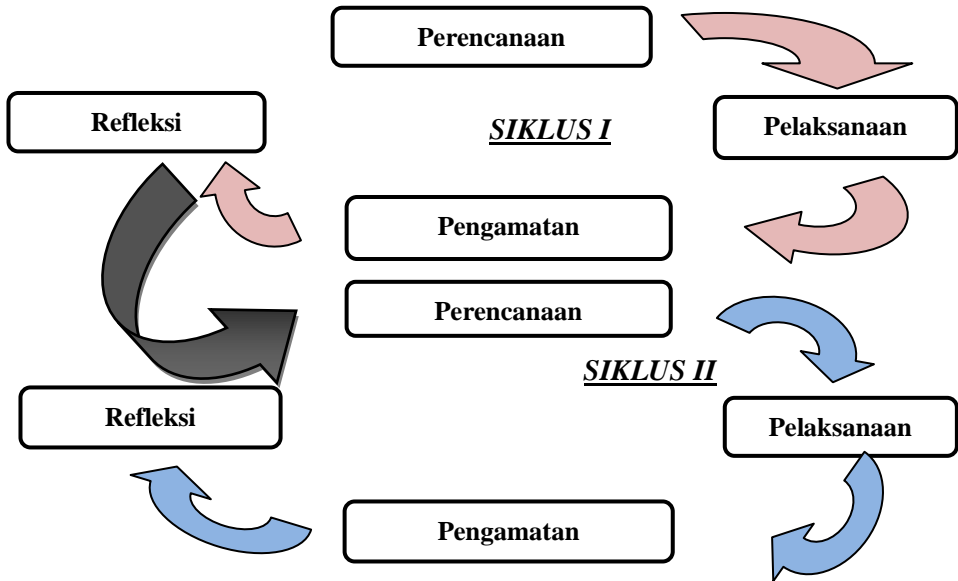 Perencanaan
Refleksi
SIKLUS I
Pelaksanaan
Pengamatan
Perencanaan
SIKLUS II
Refleksi
Pelaksanaan
Pengamatan